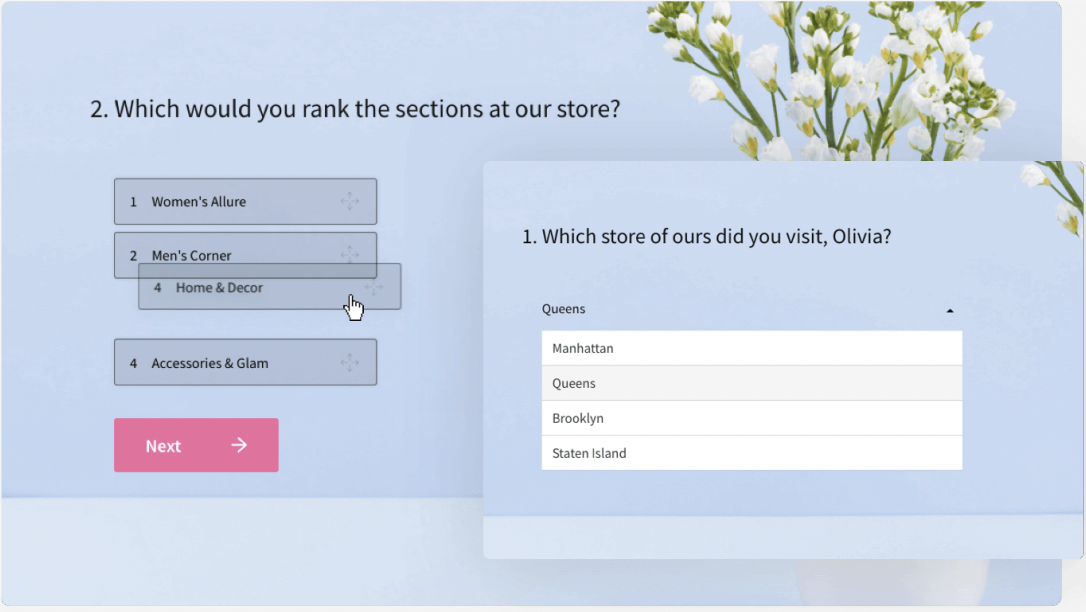 2. Which would you rank the sections at our store?
1 Women's Allure
2 Men's Corner
4 Home & Decor
4 Accessories & Glam
Next
1. Which store of ours did you visit, Olivia?
Queens
Manhattan
Queens
Brooklyn
Staten Island